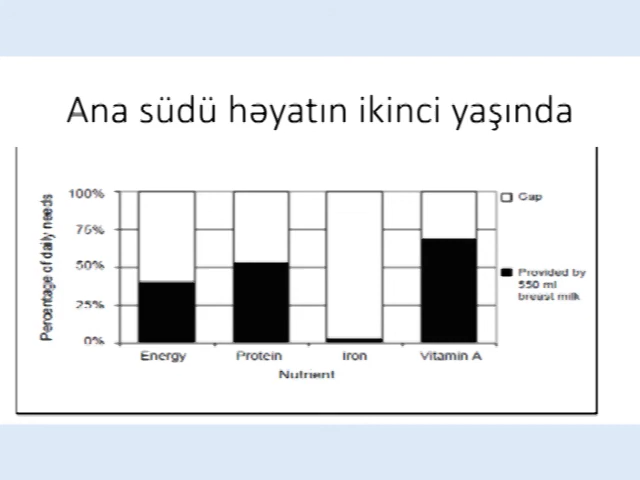 Ana südü həyatın ikinci yaşında
Percentage of daily needs
100%
75%
50%
25%
0%
Energy
Protein
Iron
Vitamin A
Nutrient
Gap
Provided by
550 ml
breast milk